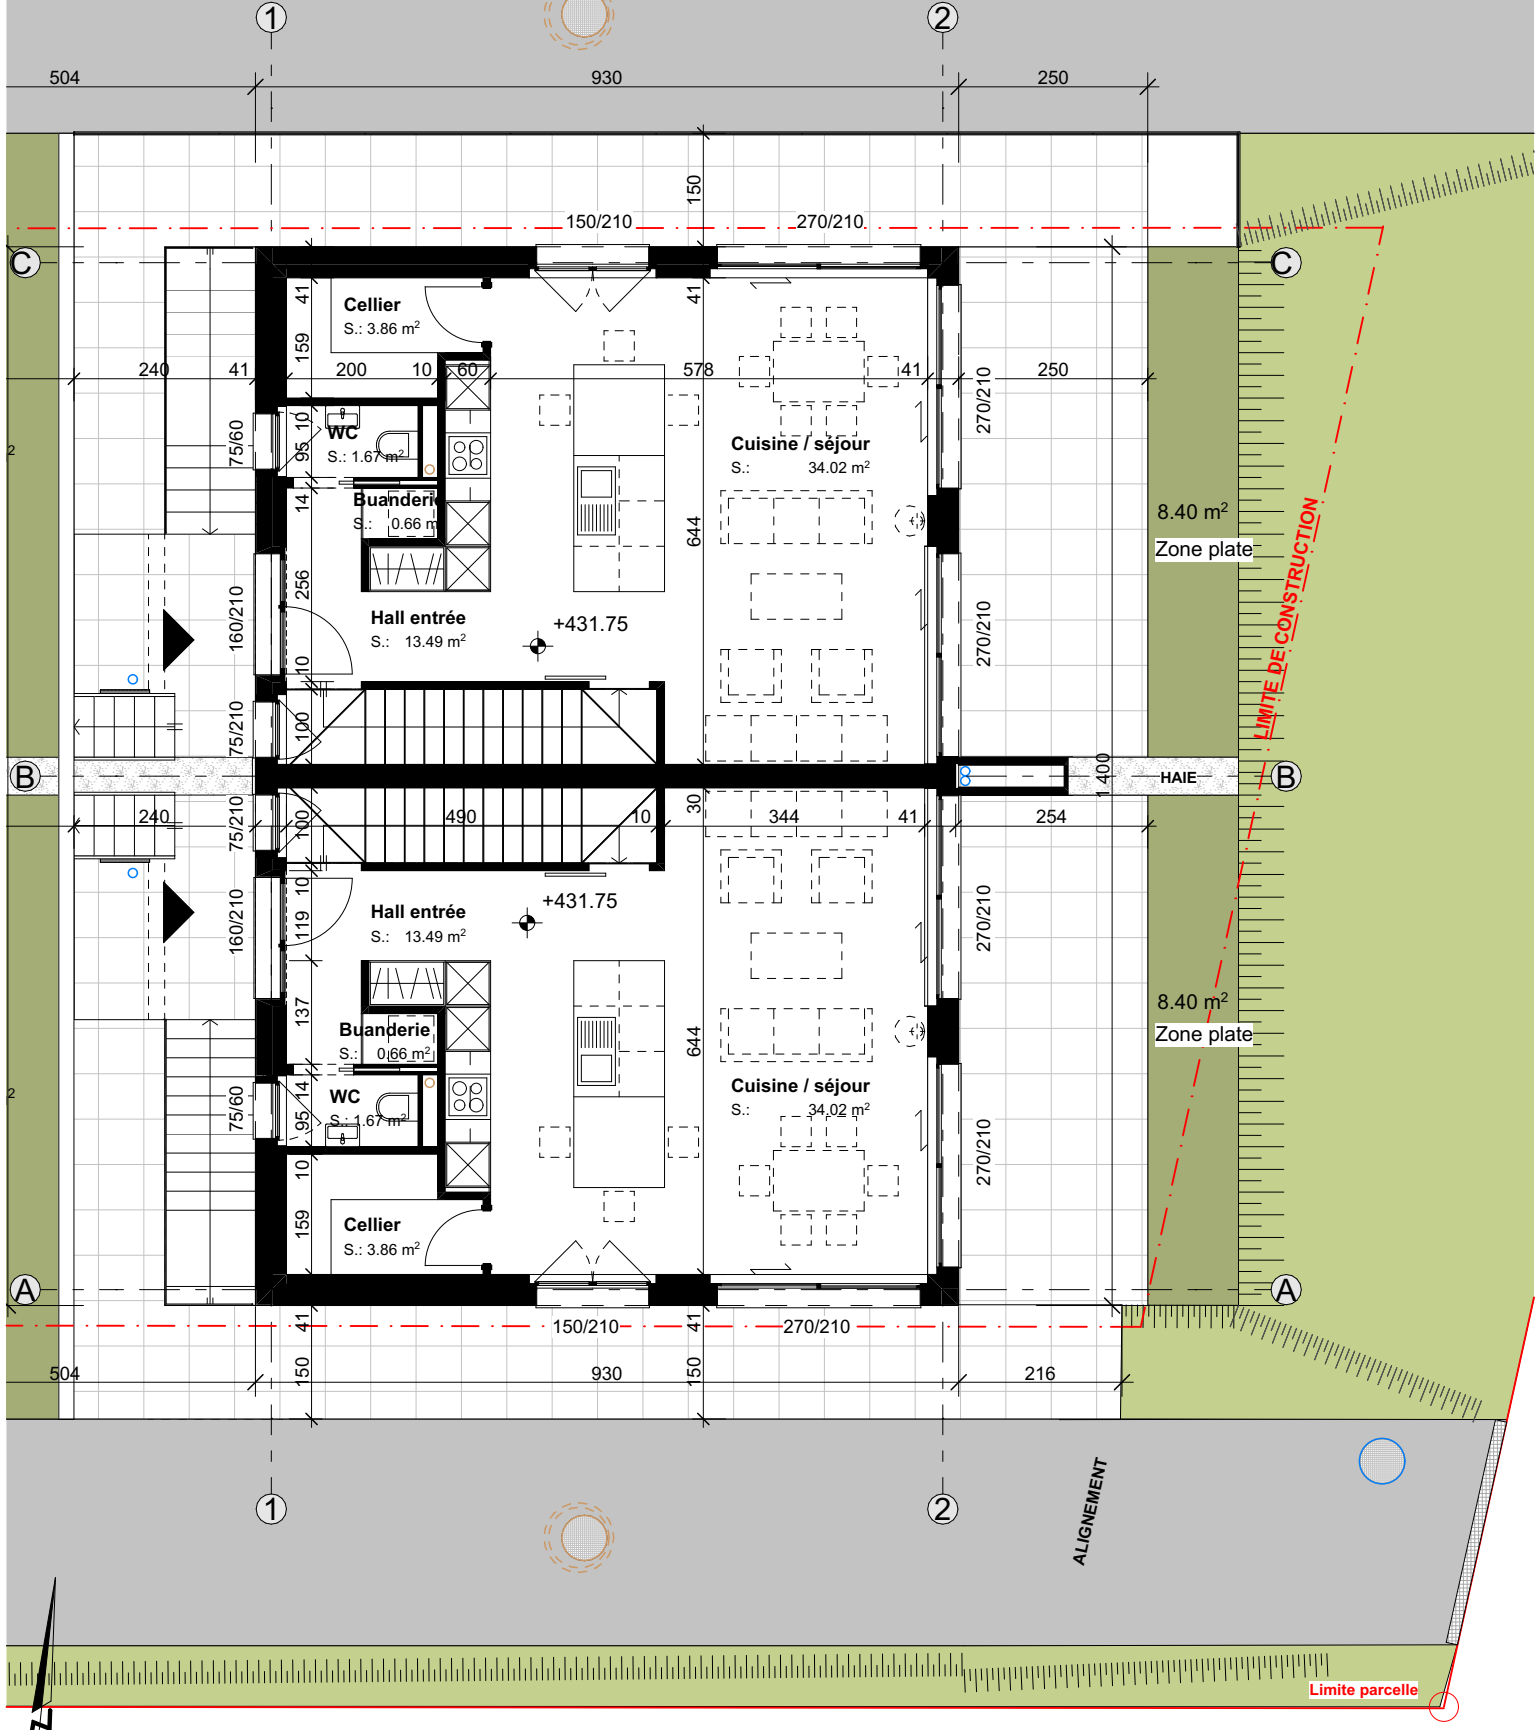 1
2
504
930
250
150
150/210
270/210
C
C
41
Cellier
S.: 3.86 m²
41
159
240
41
200
10
60
578
41
250
270/210
75/60
10
WC
95
S.: 1.67 m²
Cuisine / séjour
S.: 34.02 m²
2
14
Buanderie
S.: 0.66 m
644
8.40 m²
Zone plate
LIMITE DE CONSTRUCTION
256
160/210
Hall entrée
S.: 13.49 m²
+431.75
270/210
10
75/210
100
B
HAIE
B
1 400
30
240
75/210
100
490
10
344
41
254
10
Hall entrée
S.: 13.49 m²
+431.75
160/210
119
270/210
137
8.40 m²
Zone plate
Buanderie
S.: 0.66 m²
644
14
WC
S.: 1.67 m²
75/60
95
Cuisine / séjour
S.: 34.02 m²
2
10
270/210
159
Cellier
S.: 3.86 m²
A
A
41
150/210
41
270/210
504
150
930
150
216
ALIGNEMENT
1
2
Limite parcelle